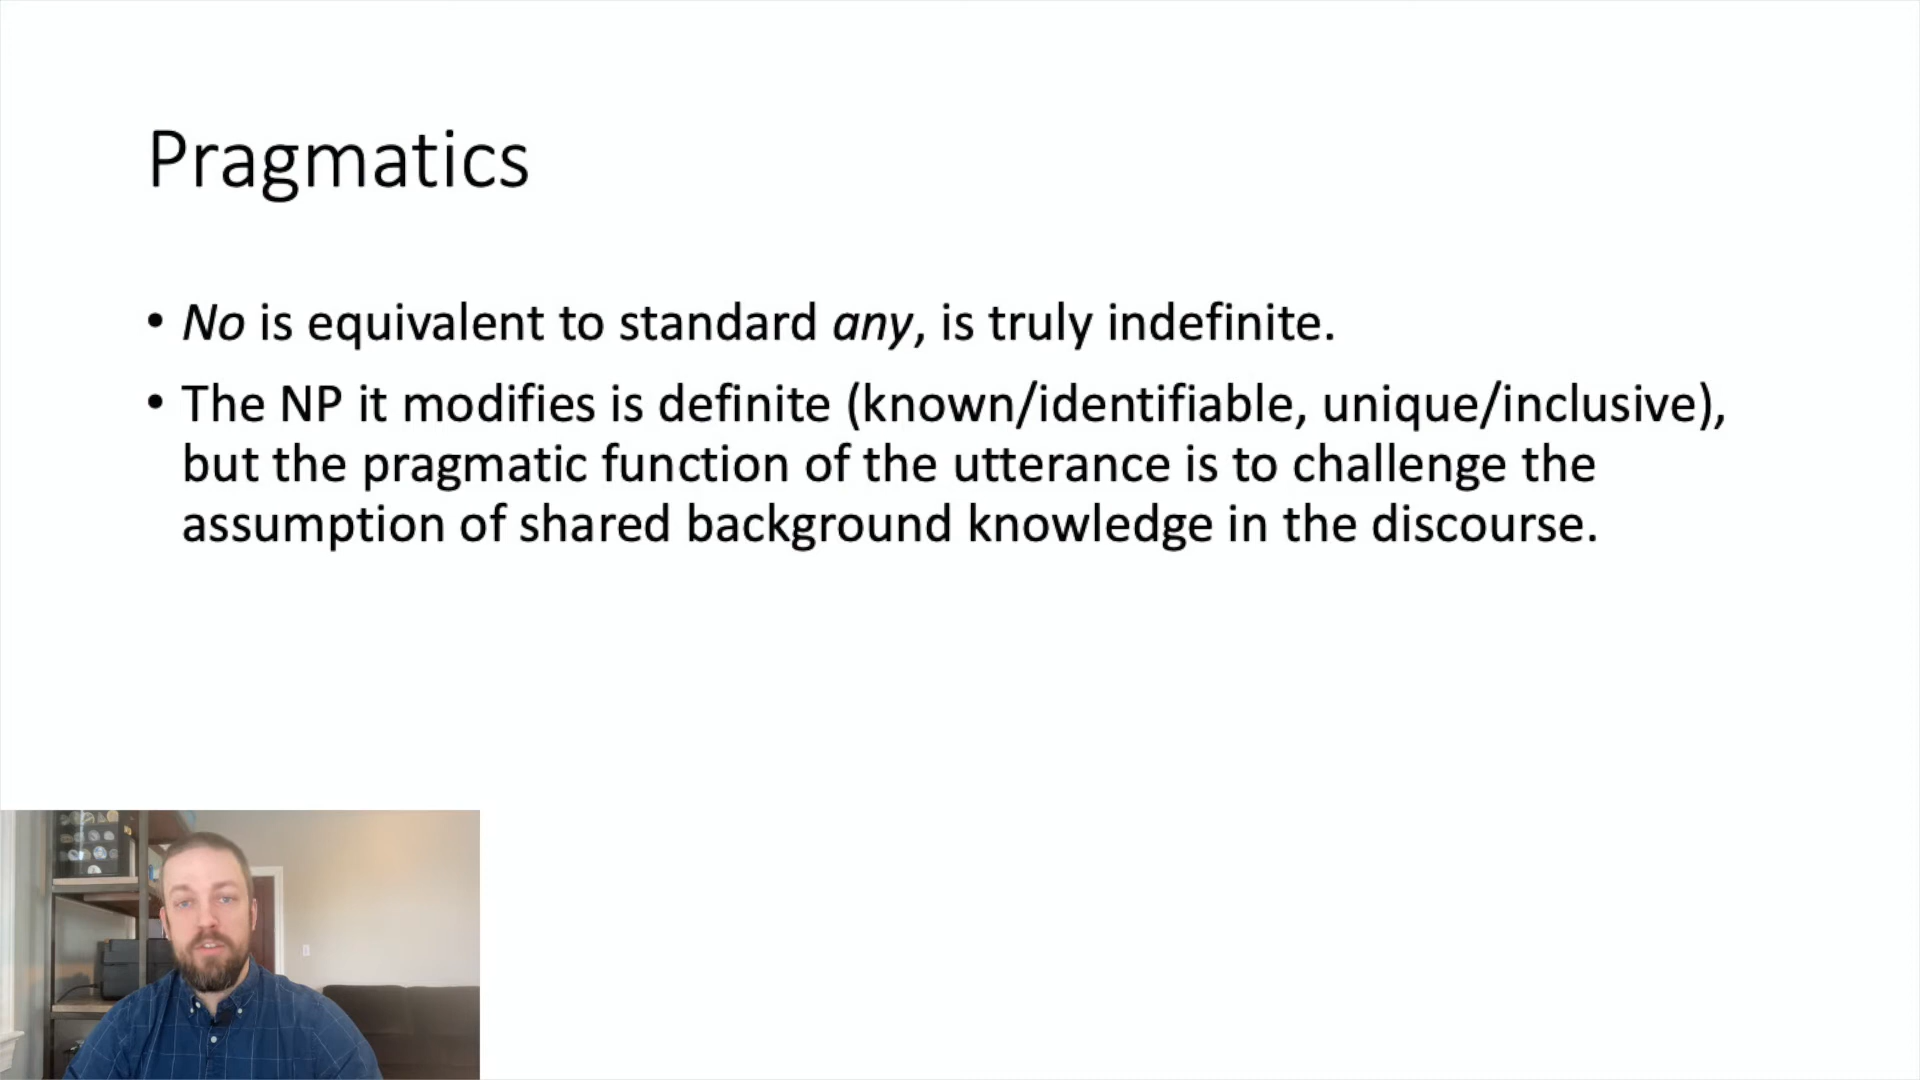 Pragmatics
• No is equivalent to standard any, is truly indefinite.
• The NP it modifies is definite (known/identifiable, unique/inclusive),
but the pragmatic function of the utterance is to challenge the
assumption of shared background knowledge in the discourse.